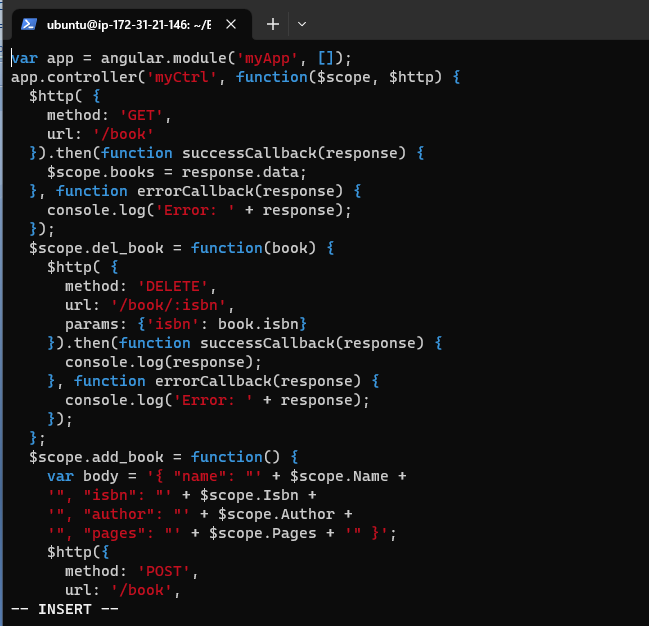 ubuntu@ip-172-31-21-146: ~/E
var app = angular.module('myApp', []);
app.controller('myCtrl', function($scope, $http) {
  $http( {
    method: 'GET',
    url: '/book'
  }).then(function successCallback(response) {
    $scope.books = response.data;
  }, function errorCallback(response) {
    console.log('Error: ' + response);
  });
  $scope.del_book = function(book) {
    $http( {
      method: 'DELETE',
      url: '/book/:isbn',
      params: {'isbn': book.isbn}
    }).then(function successCallback(response) {
      console.log(response);
    }, function errorCallback(response) {
      console.log('Error: ' + response);
    });
  };
  $scope.add_book = function() {
    var body = '{ "name": "' + $scope.Name +
    '", "isbn": "' + $scope.Isbn +
    '", "author": "' + $scope.Author +
    '", "pages": "' + $scope.Pages + '" }';
    $http({
      method: 'POST',
      url: '/book',
-- INSERT --